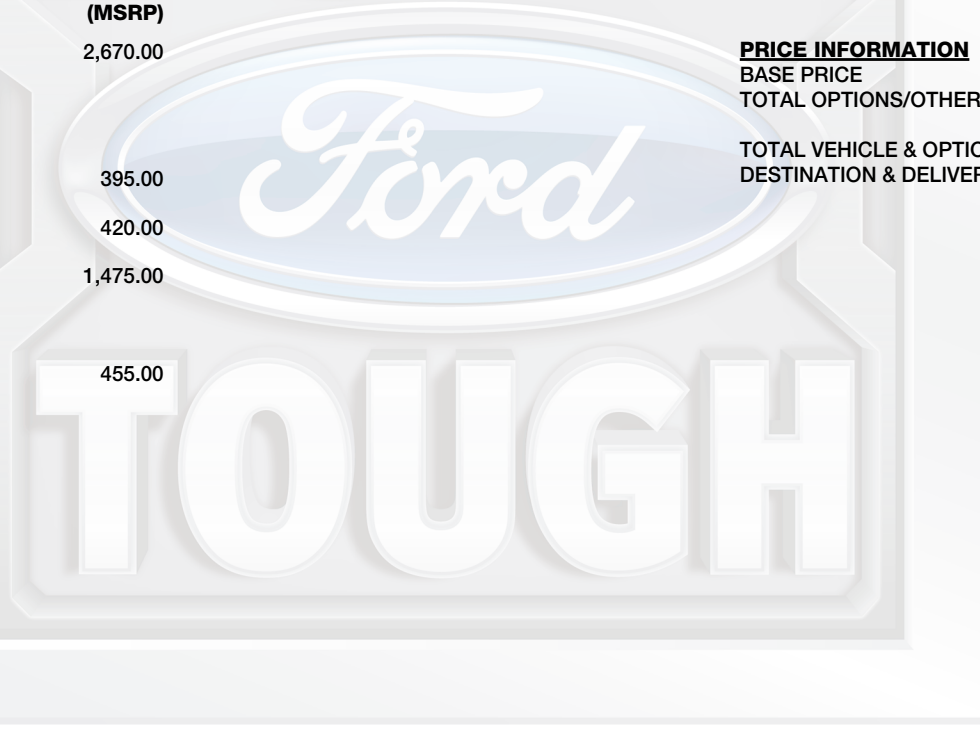 (MSRP)
2,670.00
395.00
420.00
1,475.00
455.00
PRICE INFORMATION
BASE PRICE
TOTAL OPTIONS/OTHER
TOTAL VEHICLE & OPTIO
DESTINATION & DELIVER
Ford
TOUGH